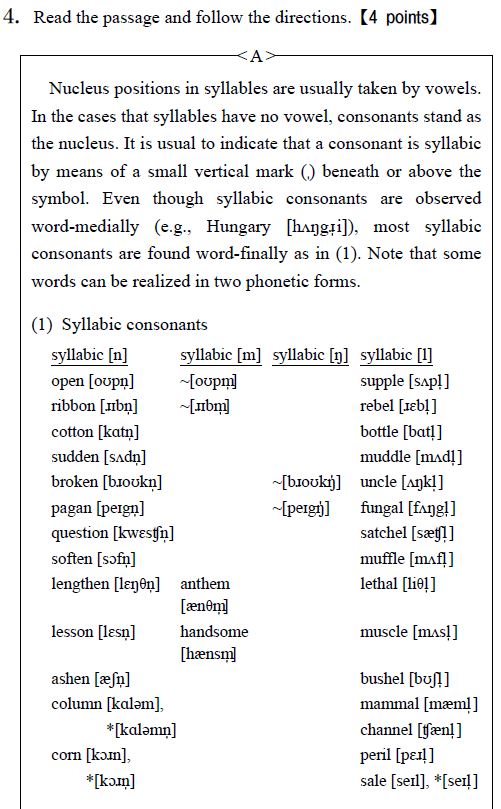 4. Read the passage and follow the directions.【4 points】
<A>
Nucleus positions in syllables are usually taken by vowels.
In the cases that syllables have no vowel, consonants stand as
the nucleus. It is usual to indicate that a consonant is syllabic
by means of a small vertical mark (ˌ) beneath or above the
symbol. Even though syllabic consonants are observed
word-medially (e.g., Hungary [hʌŋgɹ̩i]), most syllabic
consonants are found word-finally as in (1). Note that some
words can be realized in two phonetic forms.
(1) Syllabic consonants
syllabic [n] syllabic [m] syllabic [ŋ] syllabic [l]
open [oʊpn̩] ~[oʊpm̩] supple [sʌpl̩]
ribbon [ɹɪbn̩] ~[ɹɪbm̩] rebel [ɹɛbl̩]
cotton [kɑtn̩] bottle [bɑtl̩]
sudden [sʌdn̩] muddle [mʌdl̩]
broken [bɹoʊkn̩] ~[bɹoʊkŋ̍] uncle [ʌŋkl̩]
pagan [peɪgn̩] ~[peɪgŋ̍] fungal [fʌŋgl̩]
question [kwɛsʧn̩] satchel [sæʧl̩]
soften [sɔfn̩] muffle [mʌfl̩]
lengthen [lɛŋθn̩] anthem lethal [liθl̩]
[ænθm̩]
lesson [lɛsn̩] handsome muscle [mʌsl̩]
[hænsm̩]
ashen [æʃn̩] bushel [bʊʃl̩]
column [kɑləm], mammal [mæml̩]
*[kɑləmn̩] channel [ʧænl̩]
corn [kɔɹn], peril [pɛɹl̩]
*[kɔɹn̩] sale [seɪl], *[seɪl̩]